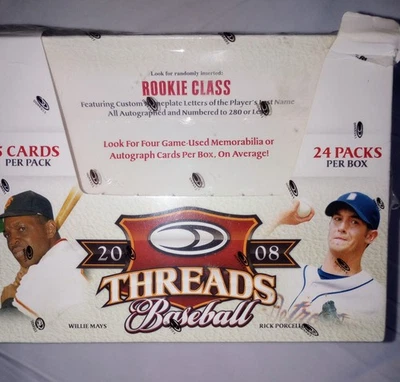 Look for randomly inserted:
ROOKIE CLASS
Featuring Custom Nameplate Letters of the Player's Last Name
All Autographed and Numbered to 280 or Less!
Look For Four Game-Used Memorabilia or
Autograph Cards Per Box, On Average!
5 CARDS
PER PACK
24 PACKS
PER BOX
20 08
THREADS
Baseball
WILLIE MAYS
RICK PORCELLO